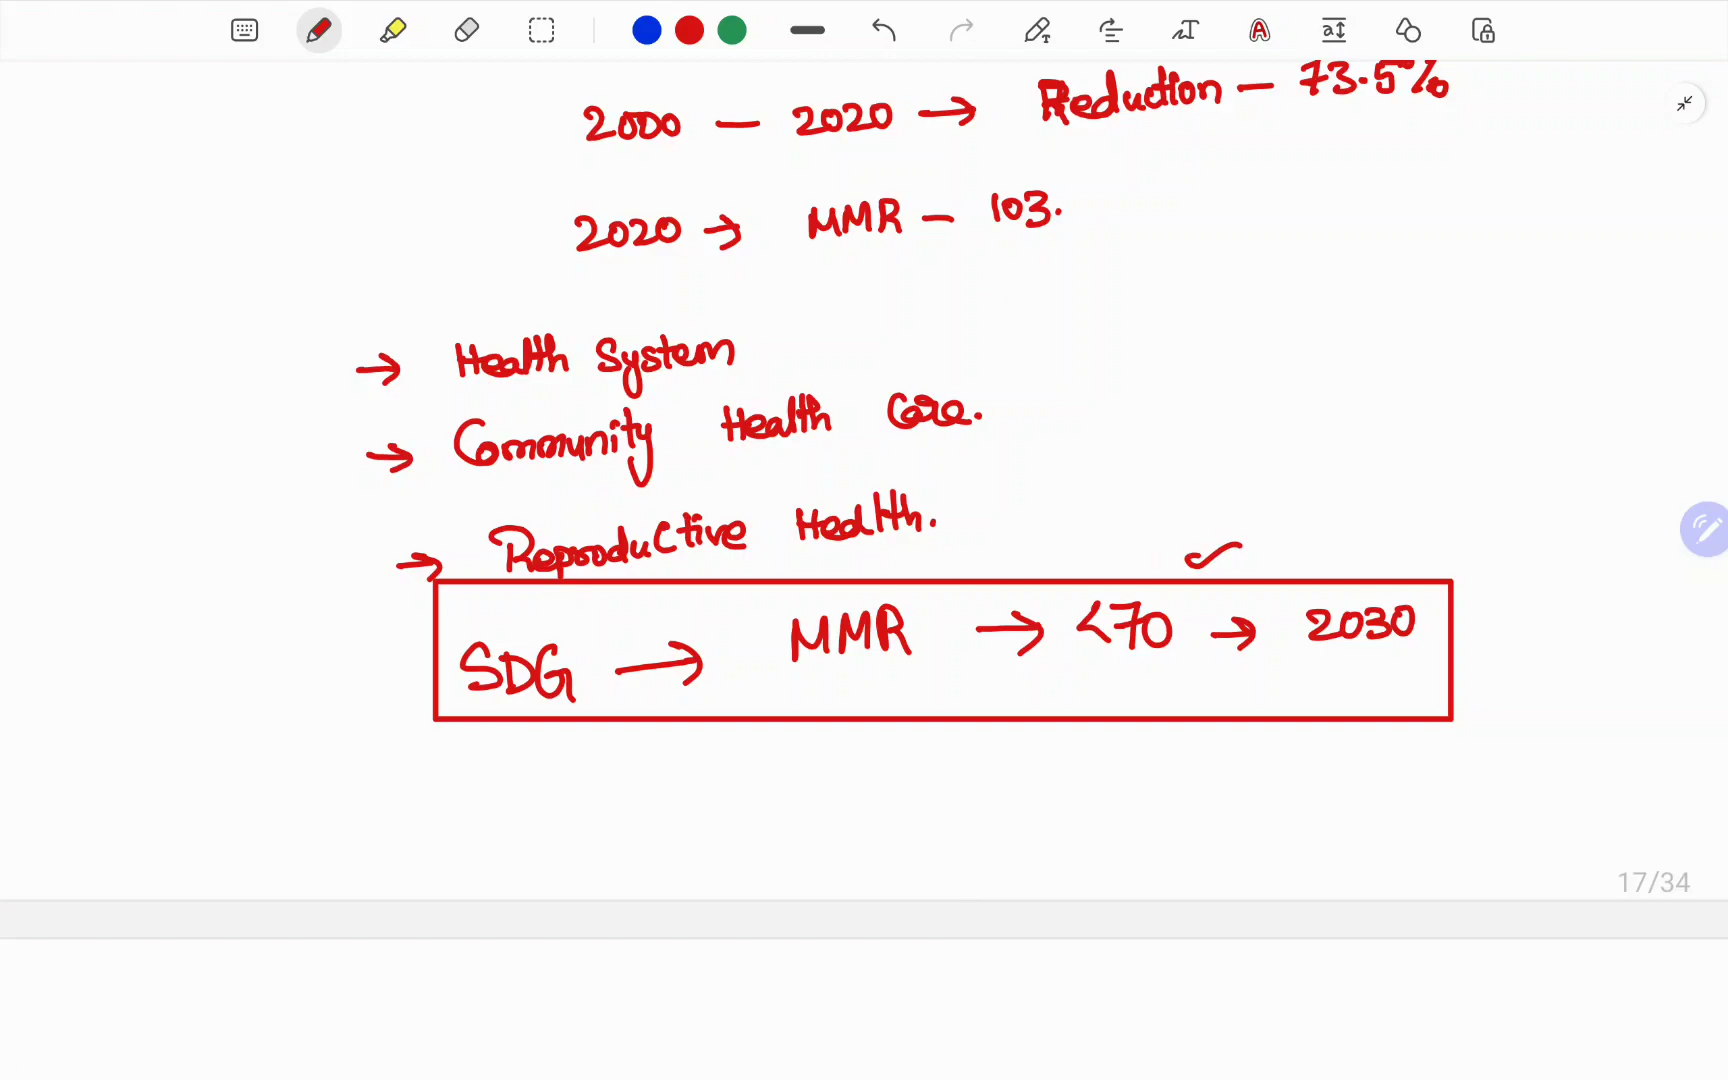 2000 — 2020 → Reduction — 73.5%
2020 → MMR — 103.
→ Health System
→ Community Health Care.
→ Reproductive Health.
SDG → MMR → <70 → 2030
17/34